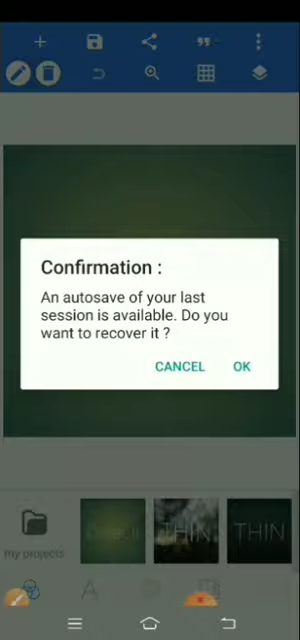 Confirmation :
An autosave of your last
session is available. Do you
want to recover it ?
CANCEL OK
my projects
THIN
THIN